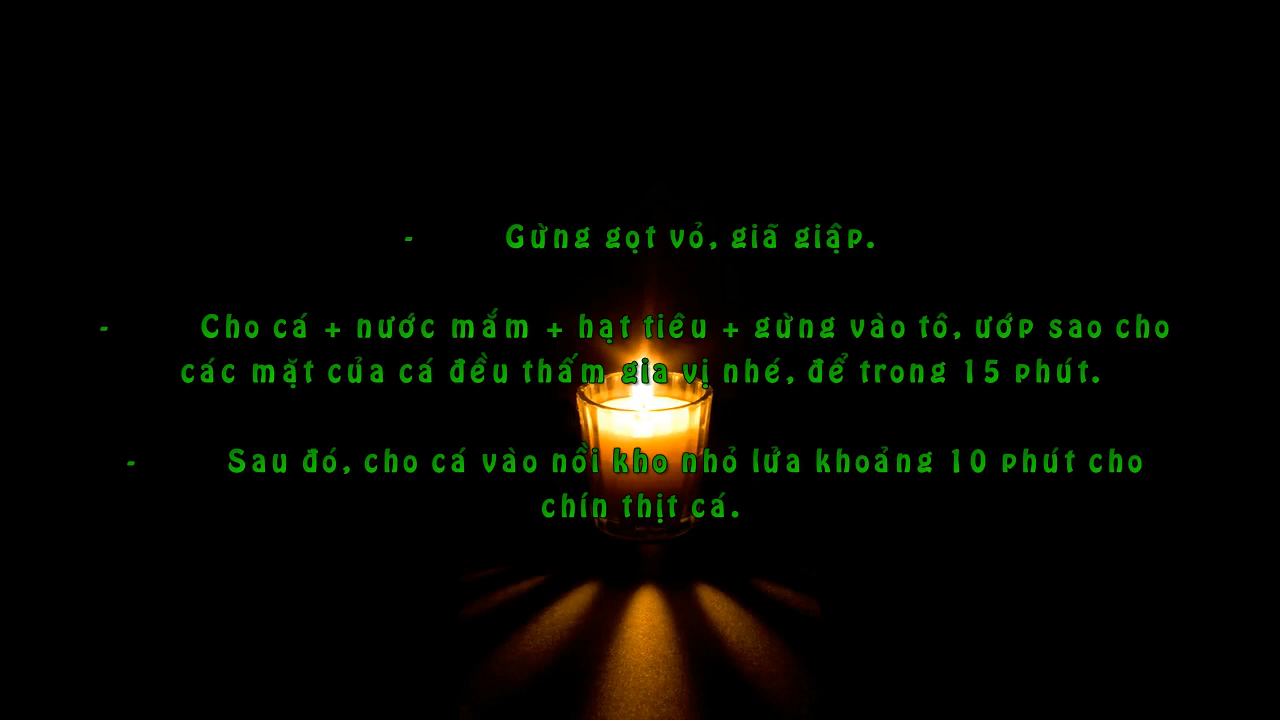 - Gừng gọt vỏ, giã giập.
- Cho cá + nước mắm + hạt tiêu + gừng vào tô, ướp sao cho
các mặt của cá đều thấm gia vị nhé, để trong 15 phút.
- Sau đó, cho cá vào nồi kho nhỏ lửa khoảng 10 phút cho
chín thịt cá.